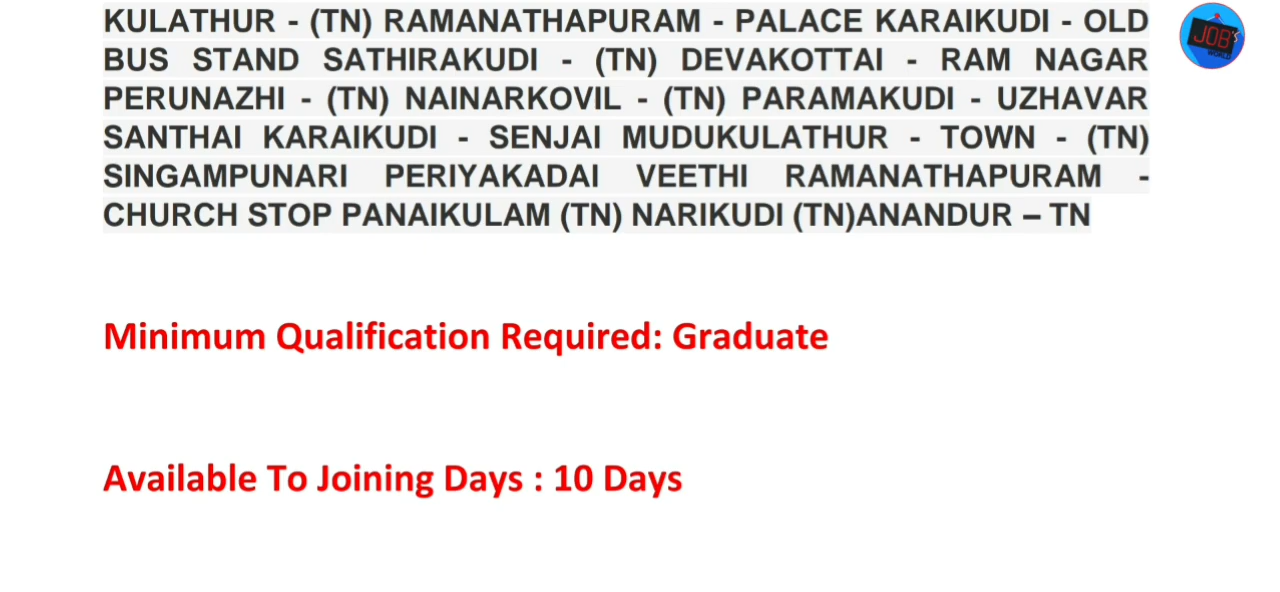 KULATHUR - (TN) RAMANATHAPURAM - PALACE KARAIKUDI - OLD
BUS STAND SATHIRAKUDI - (TN) DEVAKOTTAI - RAM NAGAR
PERUNAZHI - (TN) NAINARKOVIL - (TN) PARAMAKUDI - UZHAVAR
SANTHAI KARAIKUDI - SENJAI MUDUKULATHUR - TOWN - (TN)
SINGAMPUNARI PERIYAKADAI VEETHI RAMANATHAPURAM -
CHURCH STOP PANAIKULAM (TN) NARIKUDI (TN)ANANDUR – TN
JOB'S
WORLD
Minimum Qualification Required: Graduate
Available To Joining Days : 10 Days